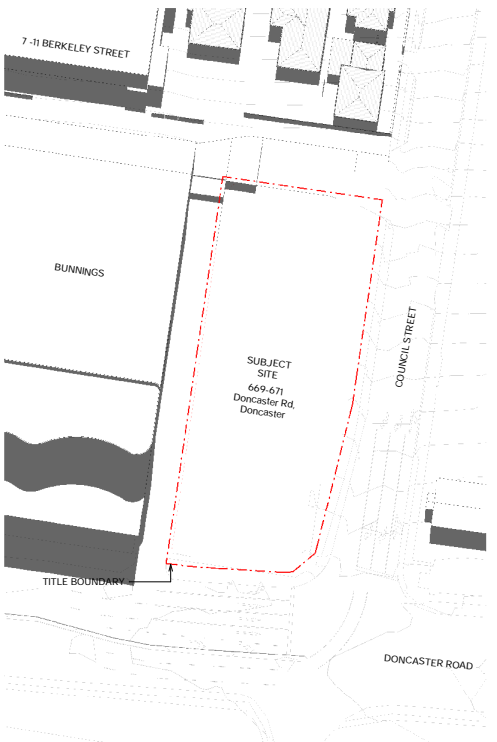 7 -11 BERKELEY STREET
BUNNINGS
COUNCIL STREET
SUBJECT
SITE
669-671
Doncaster Rd,
Doncaster
TITLE BOUNDARY
DONCASTER ROAD